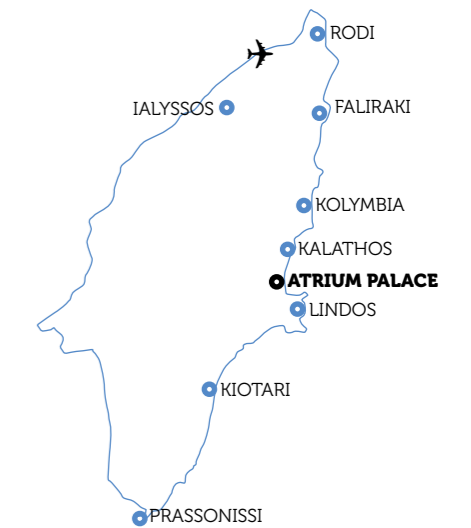 RODI
IALYSSOS
FALIRAKI
KOLYMBIA
KALATHOS
ATRIUM PALACE
LINDOS
KIOTARI
PRASSONISSI